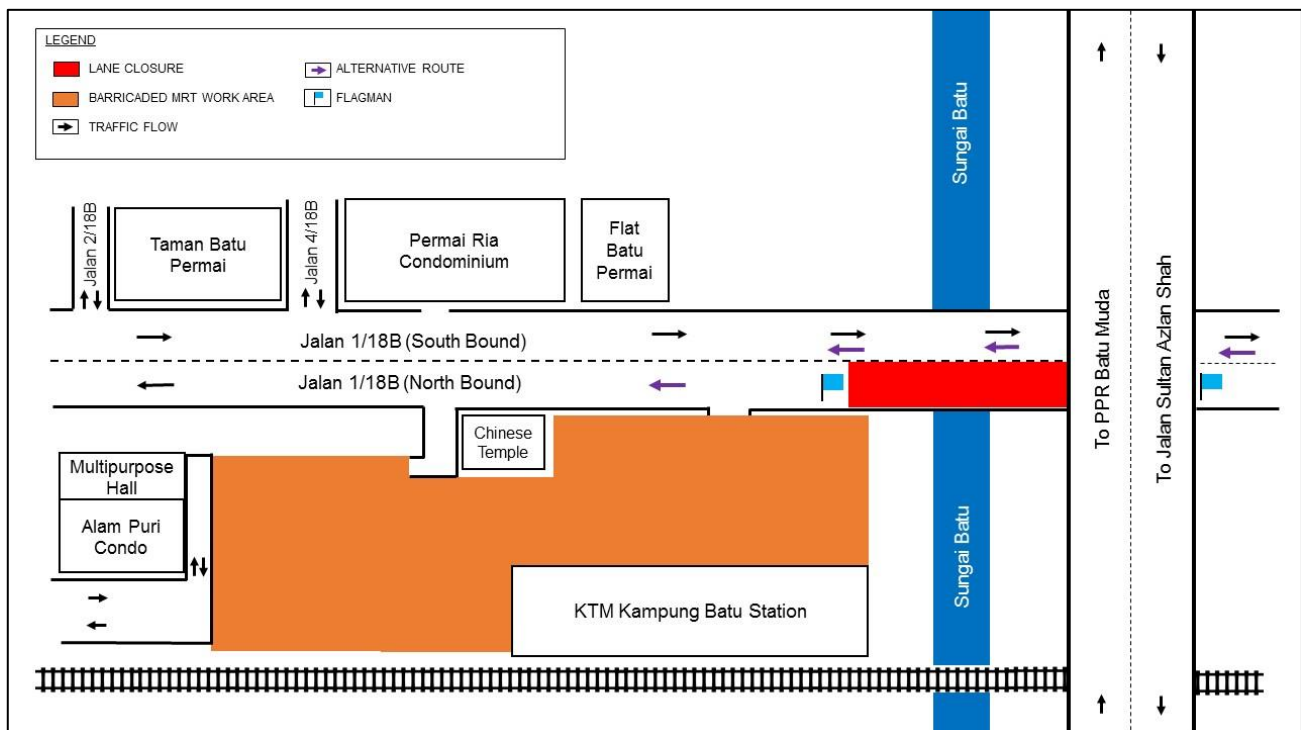 LEGEND
LANE CLOSURE
ALTERNATIVE ROUTE
BARRICADED MRT WORK AREA
FLAGMAN
TRAFFIC FLOW
Sungai Batu
Jalan 2/18B
Taman Batu
Permai
Jalan 4/18B
Permai Ria
Condominium
Flat
Batu
Permai
To PPR Batu Muda
To Jalan Sultan Azlan Shah
Jalan 1/18B (South Bound)
Jalan 1/18B (North Bound)
Chinese
Temple
Multipurpose
Hall
Alam Puri
Condo
KTM Kampung Batu Station
Sungai Batu